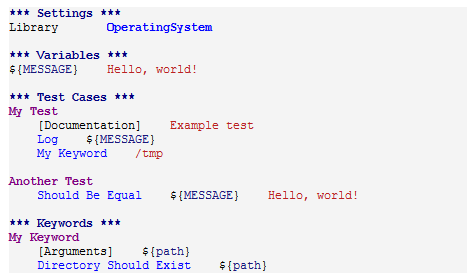 *** Settings ***
Library       OperatingSystem

*** Variables ***
${MESSAGE}    Hello, world!

*** Test Cases ***
My Test
    [Documentation]    Example test
    Log    ${MESSAGE}
    My Keyword    /tmp

Another Test
    Should Be Equal    ${MESSAGE}    Hello, world!

*** Keywords ***
My Keyword
    [Arguments]    ${path}
    Directory Should Exist    ${path}